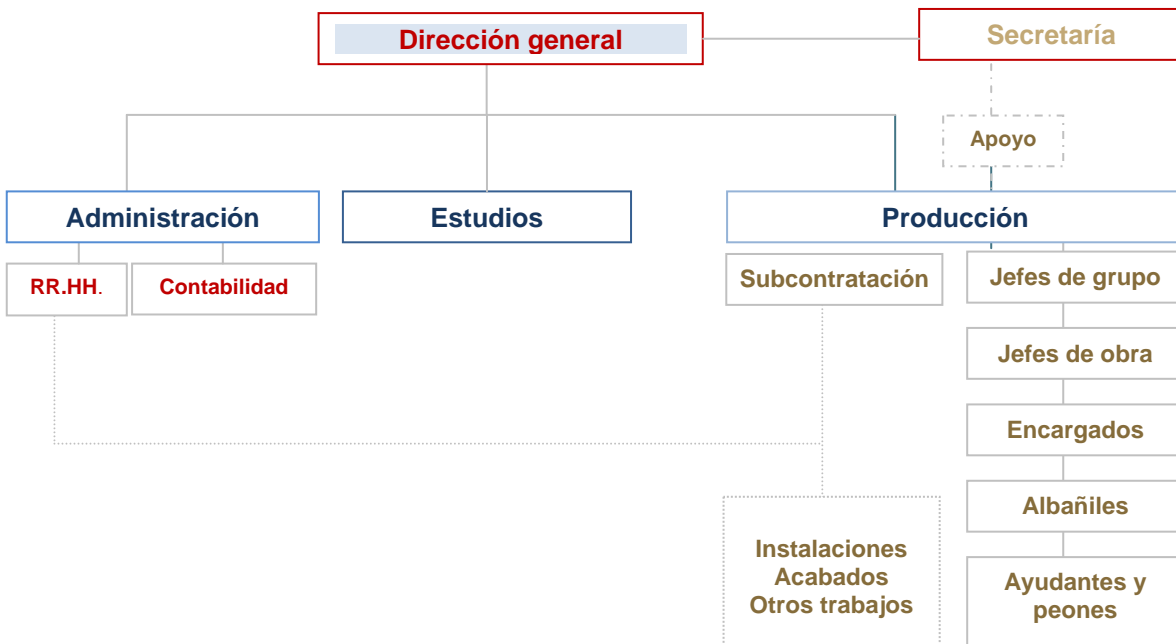 Dirección general
Secretaría
Apoyo
Administración
Estudios
Producción
RR.HH.
Contabilidad
Subcontratación
Jefes de grupo
Jefes de obra
Encargados
Albañiles
Instalaciones
Acabados
Otros trabajos
Ayudantes y
peones